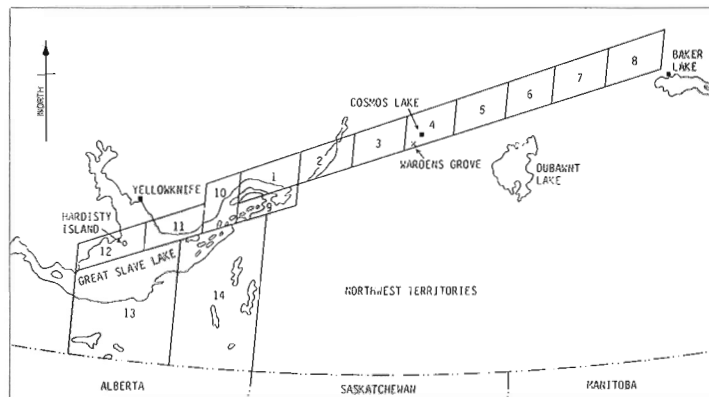 NORTH
BAKER
LAKE
8
7
6
COSMOS LAKE
5
4
3
WARDENS GROVE
2
DUBAWNT
LAKE
1
10
YELLOWKNIFE
9
HARDISTY
ISLAND
11
12
GREAT SLAVE LAKE
14
NORTHWEST TERRITORIES
13
ALBERTA
SASKATCHEWAN
MANITOBA